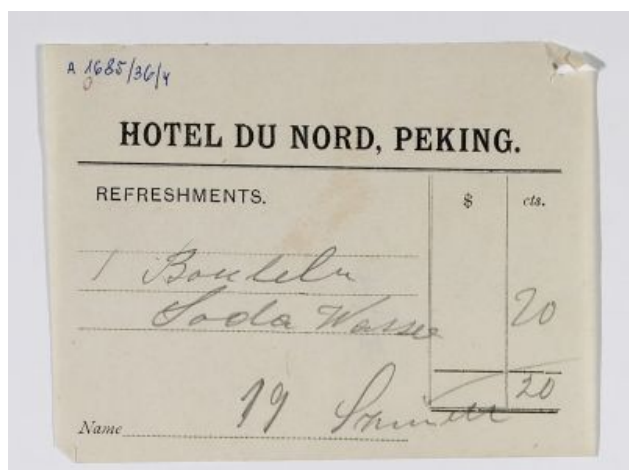 A 1685/36/4
HOTEL DU NORD, PEKING.
REFRESHMENTS. $ cts.
1
Soda Wasser 20
20
Name 19